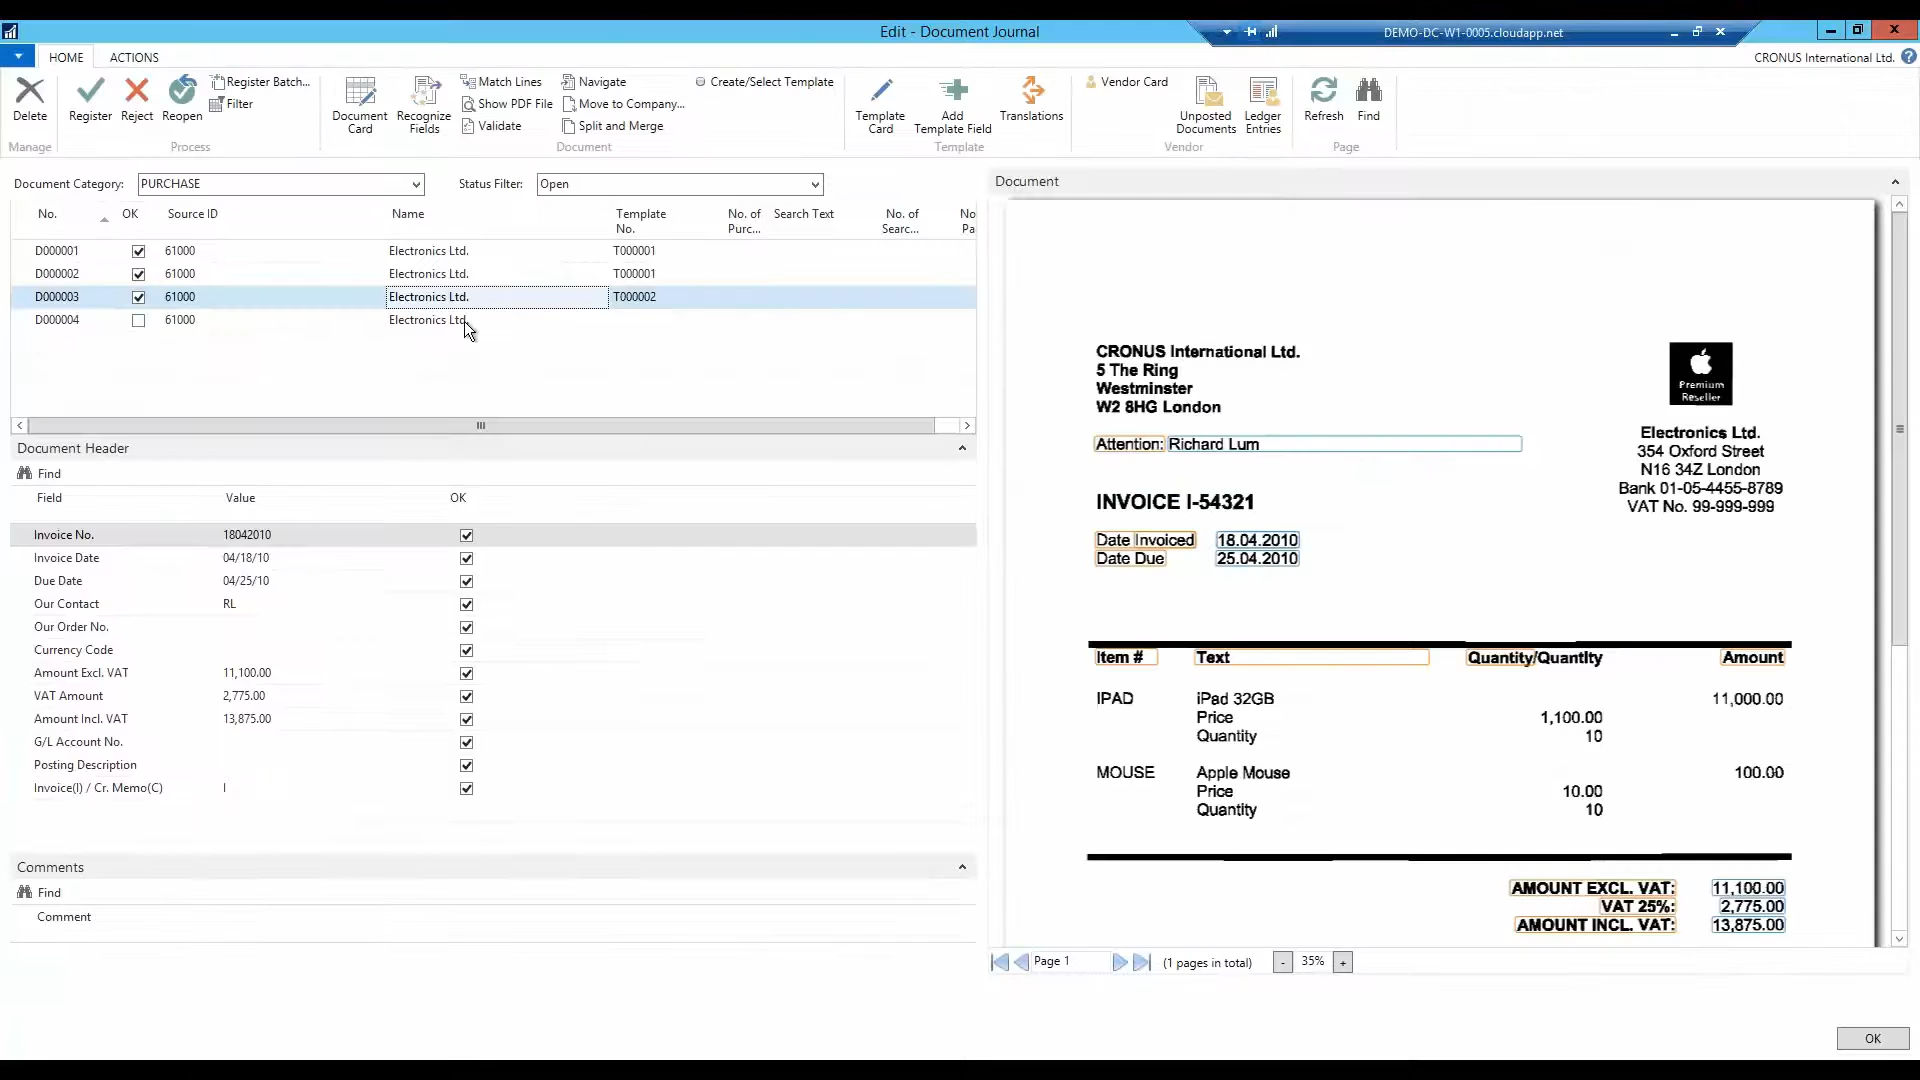 Edit - Document Journal
DEMO-DC-W1-0005.cloudapp.net
HOME
ACTIONS
CRONUS International Ltd.
Delete
Register
Reject
Reopen
Register Batch...
Filter
Document Card
Recognize Fields
Match Lines
Show PDF File
Validate
Navigate
Move to Company...
Split and Merge
Create/Select Template
Template Card
Add Template Field
Translations
Vendor Card
Unposted Documents
Ledger Entries
Refresh
Find
Manage
Process
Document
Template
Vendor
Page
Document Category: PURCHASE
Status Filter: Open
No. OK Source ID Name Template No. No. of Purc... Search Text No. of Searc... No Pa
D000001 61000 Electronics Ltd. T000001
D000002 61000 Electronics Ltd. T000001
D000003 61000 Electronics Ltd. T000002
D000004 61000 Electronics Ltd.
Document Header
Find
Field Value OK
Invoice No. 18042010
Invoice Date 04/18/10
Due Date 04/25/10
Our Contact RL
Our Order No.
Currency Code
Amount Excl. VAT 11,100.00
VAT Amount 2,775.00
Amount Incl. VAT 13,875.00
G/L Account No.
Posting Description
Invoice(I) / Cr. Memo(C) I
Comments
Find
Comment
Document
CRONUS International Ltd.
5 The Ring
Westminster
W2 8HG London
Premium
Reseller
Attention: Richard Lum
Electronics Ltd.
354 Oxford Street
N16 34Z London
Bank 01-05-4455-8789
VAT No. 99-999-999
INVOICE I-54321
Date Invoiced 18.04.2010
Date Due 25.04.2010
Item # Text Quantity/Quantity Amount
IPAD iPad 32GB 11,000.00
Price 1,100.00
Quantity 10
MOUSE Apple Mouse 100.00
Price 10.00
Quantity 10
AMOUNT EXCL. VAT: 11,100.00
VAT 25%: 2,775.00
AMOUNT INCL. VAT: 13,875.00
Page 1 (1 pages in total) - 35% +
OK